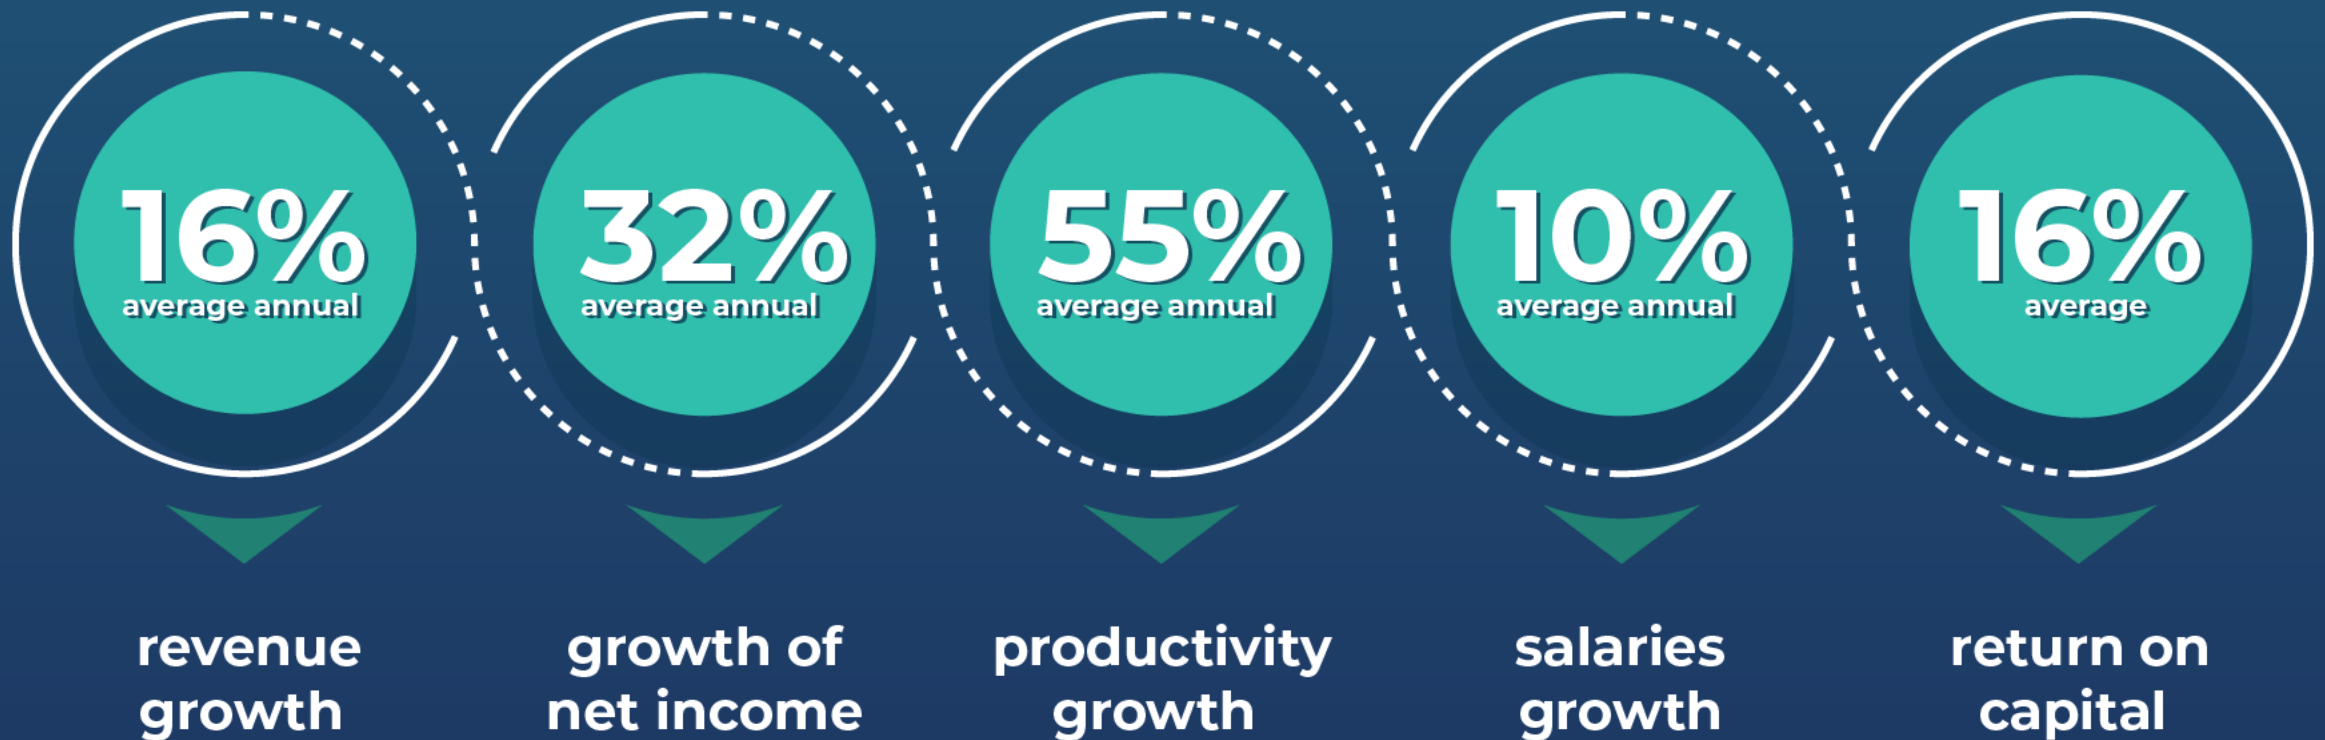 16%
average annual
revenue
growth
32%
average annual
growth of
net income
55%
average annual
productivity
growth
10%
average annual
salaries
growth
16%
average
return on
capital